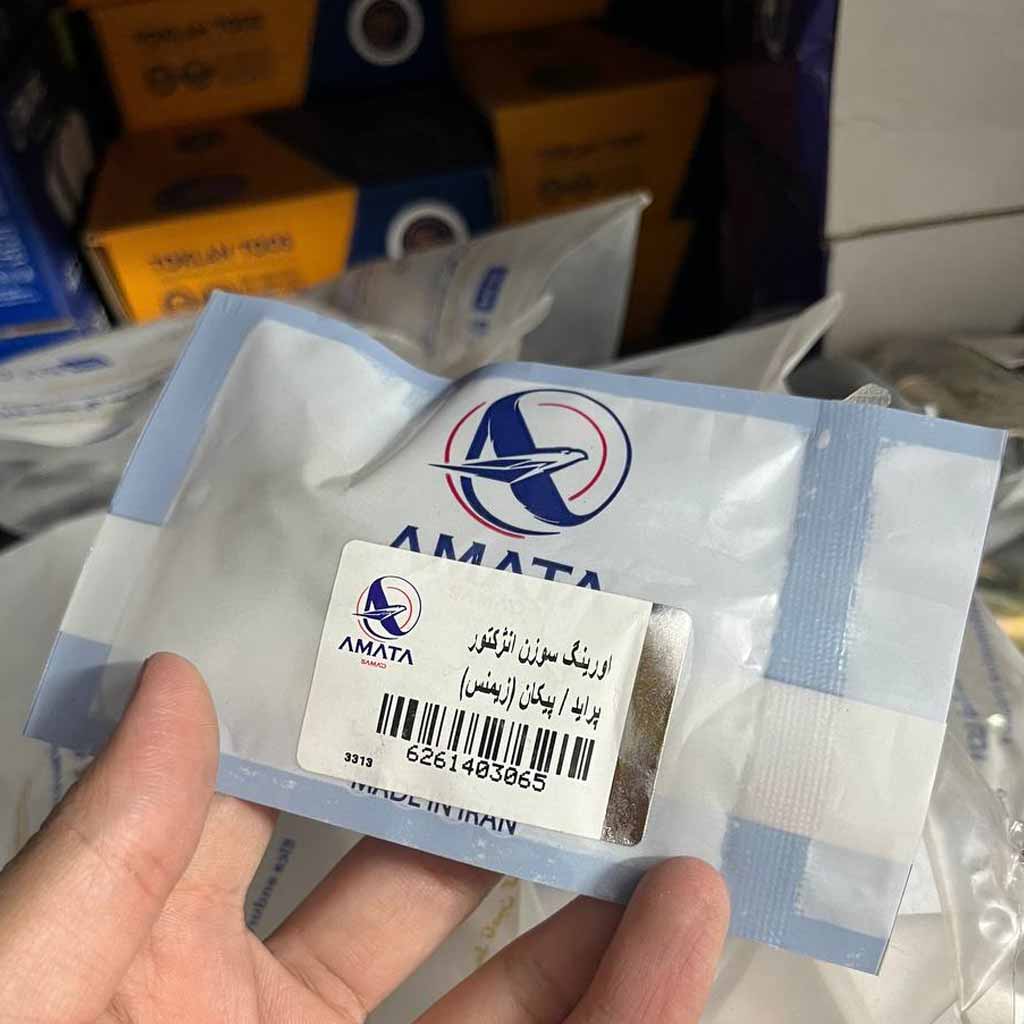 AMATA
AMATA
SAMAD
اورینگ سوزن انژکتور
پراید / پیکان (زیمنس)
3313
6261403065
MADE IN IRAN